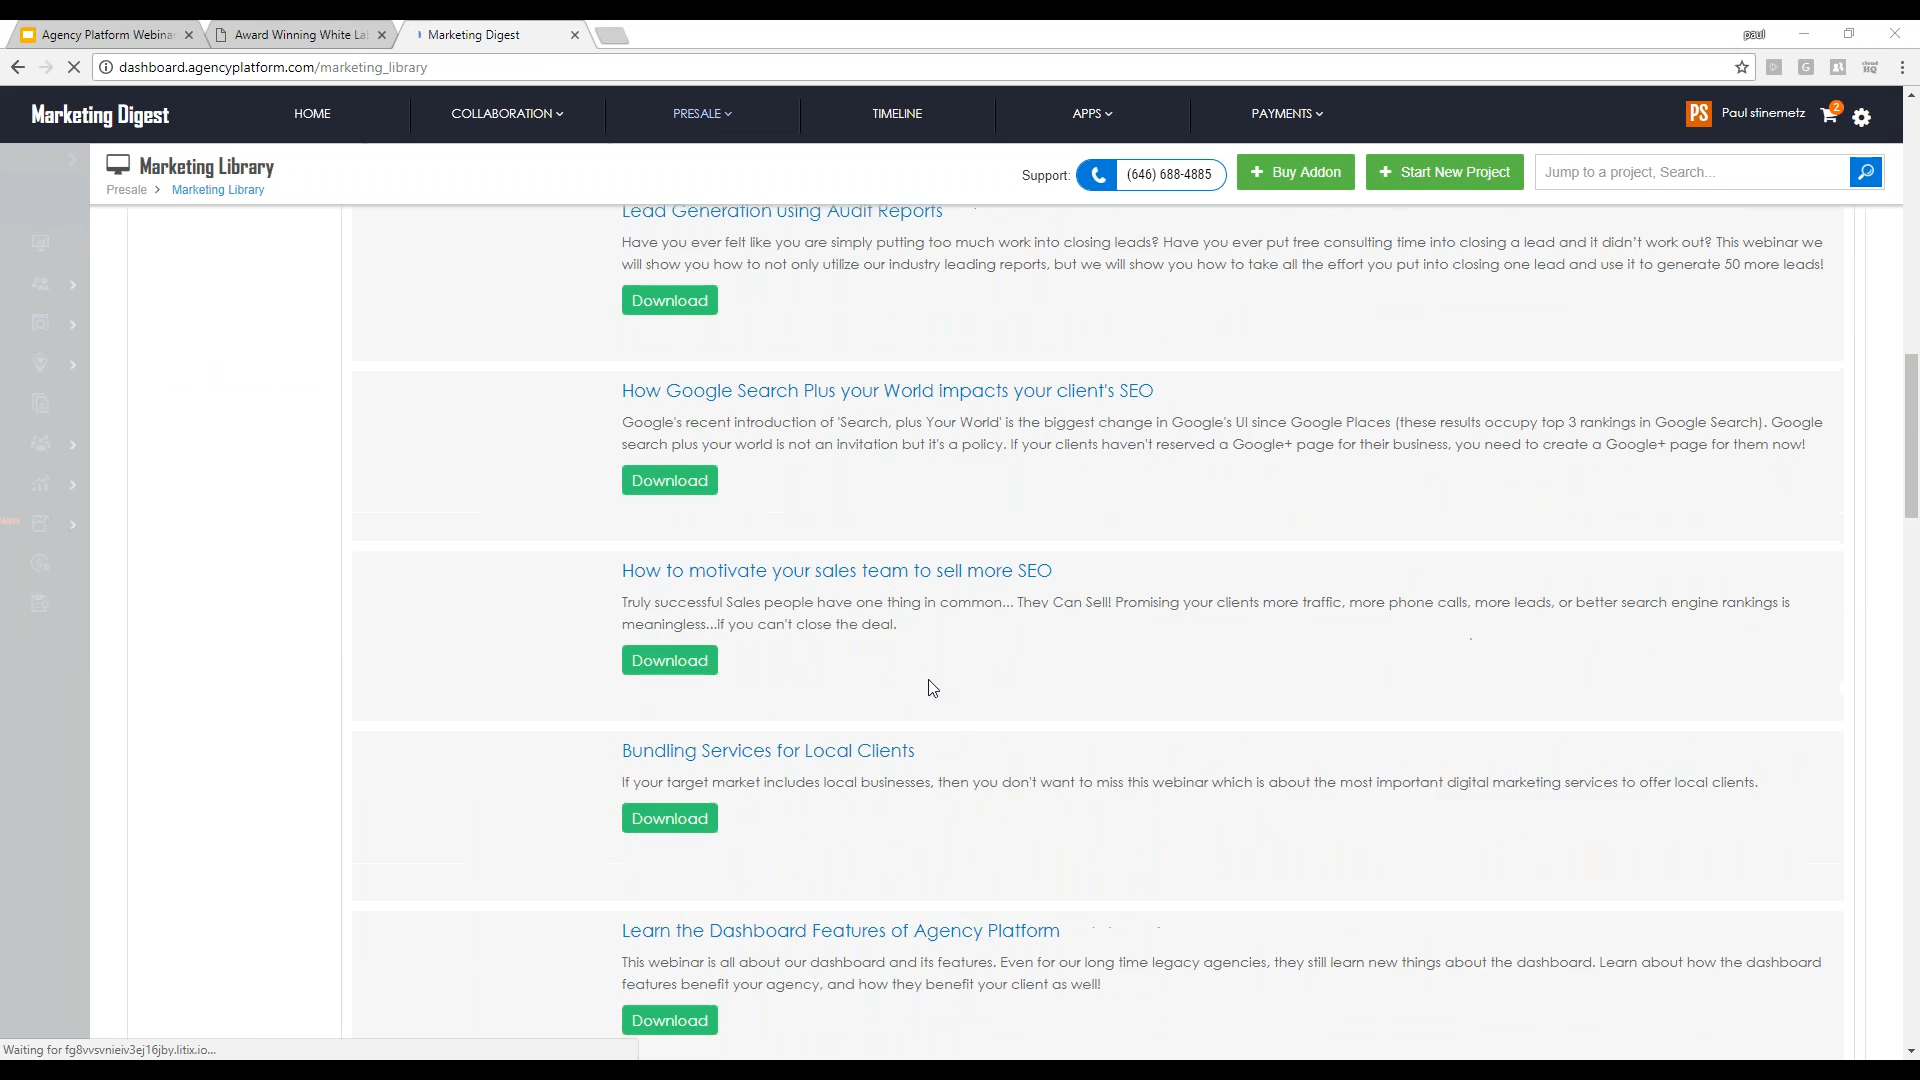 Agency Platform Webina
Award Winning White La
Marketing Digest
paul
dashboard.agencyplatform.com/marketing_library
Marketing Digest
HOME
COLLABORATION
PRESALE
TIMELINE
APPS
PAYMENTS
PS
Paul stinemetz
2
Marketing Library
Presale > Marketing Library
Support:
(646) 688-4885
+ Buy Addon
+ Start New Project
Jump to a project, Search...
Lead Generation using Audit Reports
Have you ever felt like you are simply putting too much work into closing leads? Have you ever put free consulting time into closing a lead and it didn't work out? This webinar we
will show you how to not only utilize our industry leading reports, but we will show you how to take all the effort you put into closing one lead and use it to generate 50 more leads!
Download
How Google Search Plus your World impacts your client's SEO
Google's recent introduction of 'Search, plus Your World' is the biggest change in Google's UI since Google Places (these results occupy top 3 rankings in Google Search). Google
search plus your world is not an invitation but it's a policy. If your clients haven't reserved a Google+ page for their business, you need to create a Google+ page for them now!
Download
How to motivate your sales team to sell more SEO
Truly successful Sales people have one thing in common... They Can Sell! Promising your clients more traffic, more phone calls, more leads, or better search engine rankings is
meaningless...if you can't close the deal.
Download
Bundling Services for Local Clients
If your target market includes local businesses, then you don't want to miss this webinar which is about the most important digital marketing services to offer local clients.
Download
Learn the Dashboard Features of Agency Platform
This webinar is all about our dashboard and its features. Even for our long time legacy agencies, they still learn new things about the dashboard. Learn about how the dashboard
features benefit your agency, and how they benefit your client as well!
Download
Waiting for fg8vvsvnieiv3ej16jby.litix.io...